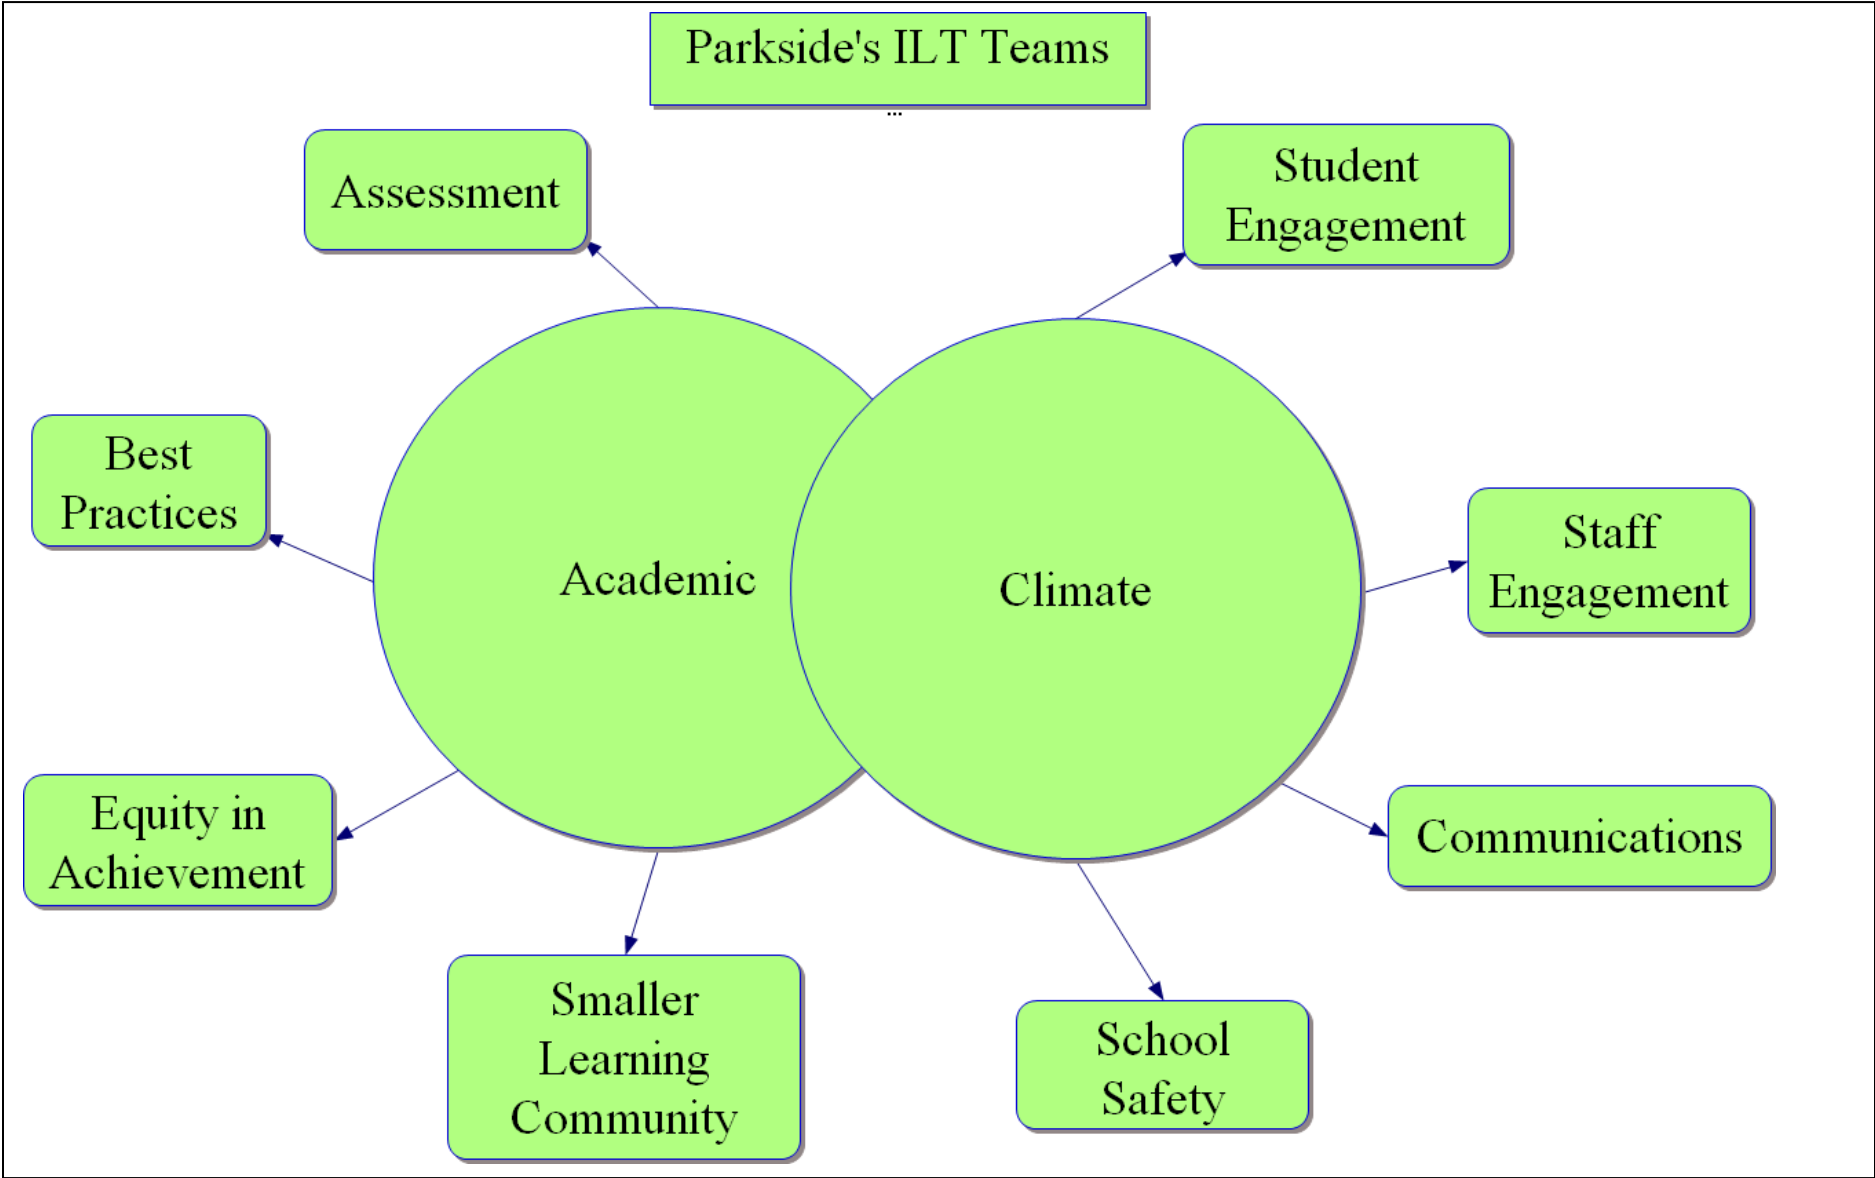 Parkside's ILT Teams
...
Assessment
Student
Engagement
Best
Practices
Academic
Climate
Staff
Engagement
Equity in
Achievement
Communications
Smaller
Learning
Community
School
Safety